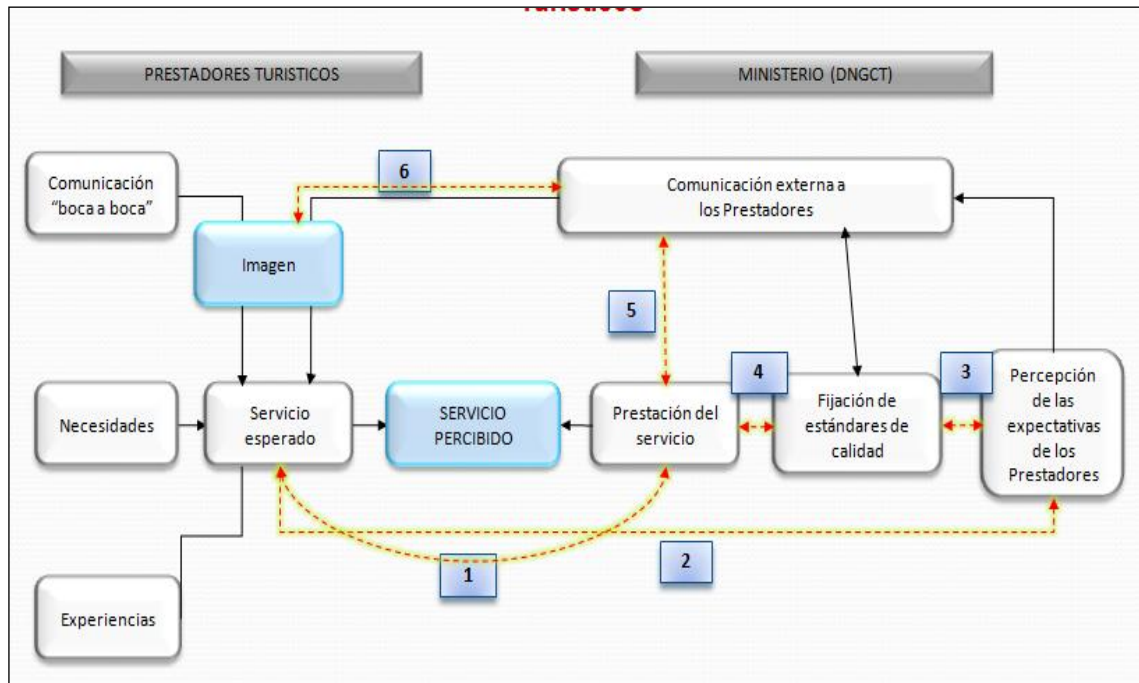 PRESTADORES TURISTICOS
MINISTERIO (DNGCT)
Comunicación
“boca a boca”
6
Comunicación externa a
los Prestadores
Imagen
5
Necesidades
Servicio
esperado
SERVICIO
PERCIBIDO
Prestación del
servicio
4
Fijación de
estándares de
calidad
3
Percepción
de las
expectativas
de los
Prestadores
1
2
Experiencias